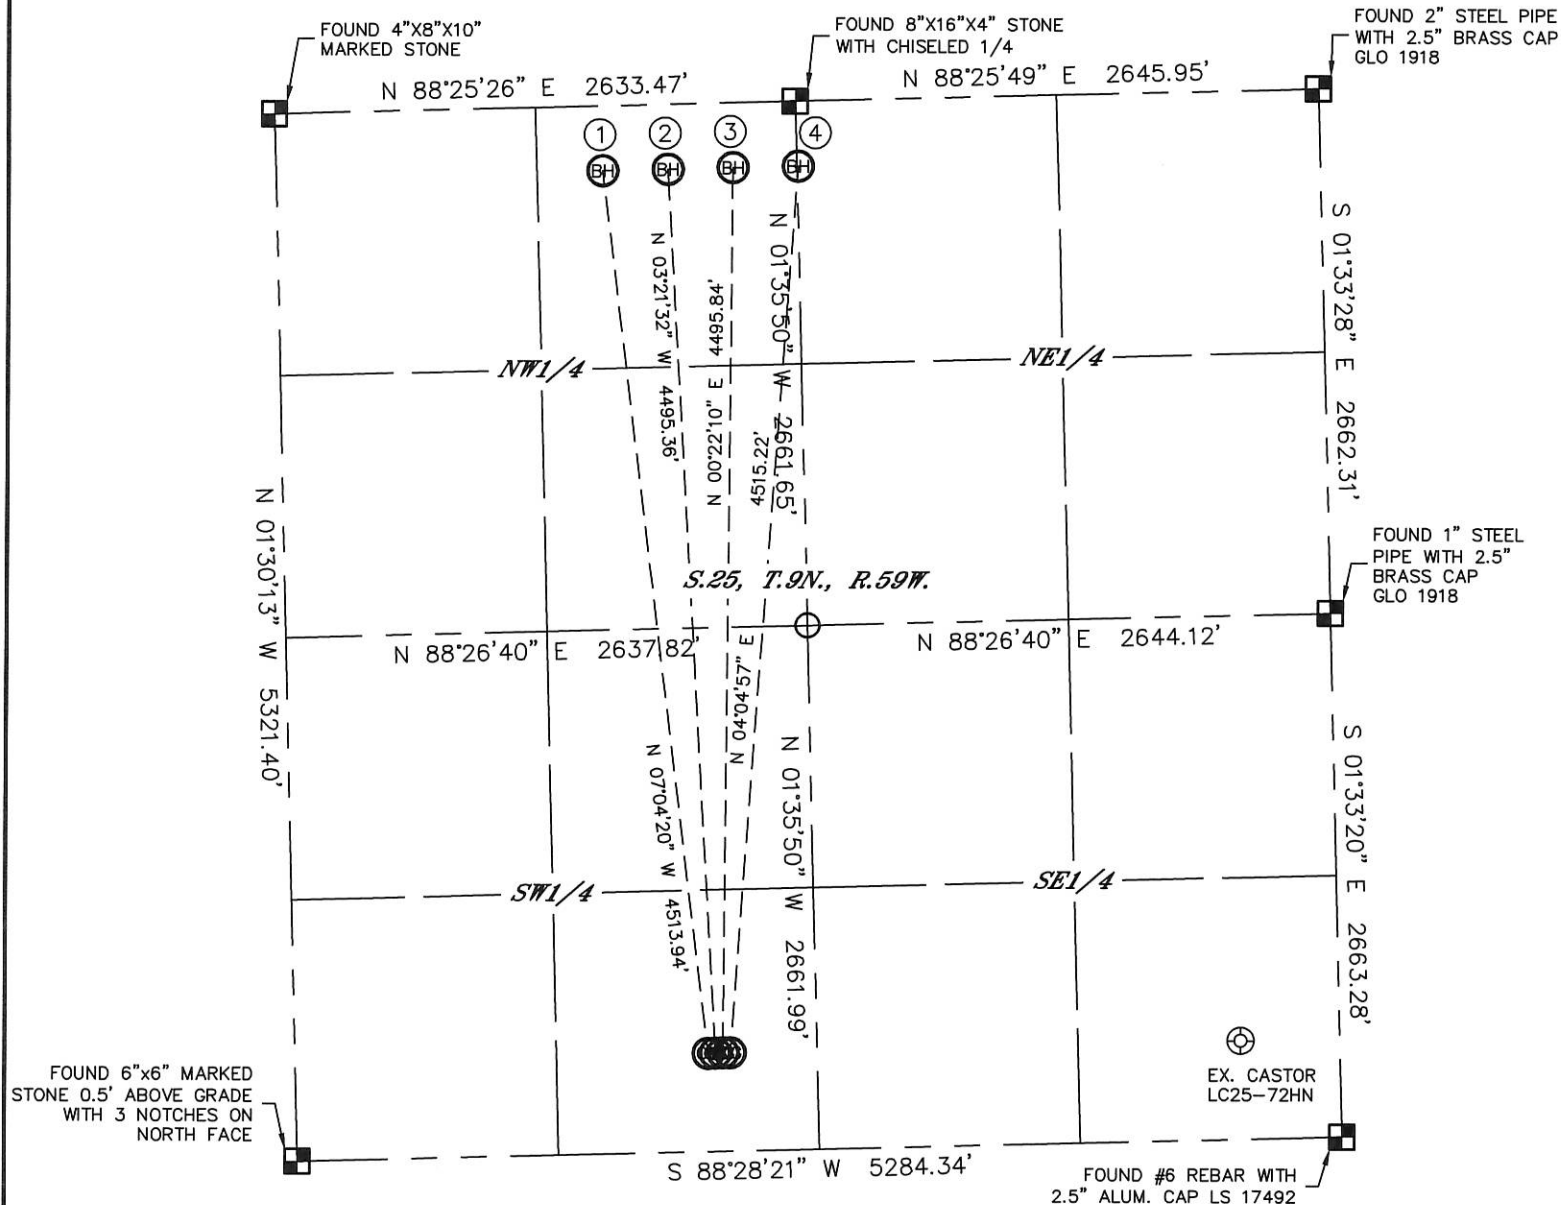 FOUND 4"X8"X10"
MARKED STONE
FOUND 8"X16"X4" STONE
WITH CHISELED 1/4
FOUND 2" STEEL PIPE
WITH 2.5" BRASS CAP
GLO 1918
N 88°25'26" E 2633.47'
N 88°25'49" E 2645.95'
1
2
3
4
BH
BH
BH
BH
N 03°21'32" W 4495.36'
N 00°22'10" E 4495.84'
N 01°35'50" W 2661.65'
S 01°33'28" E 2662.31'
NW1/4
NE1/4
4515.22'
N 01°30'13" W 5321.40'
FOUND 1" STEEL
PIPE WITH 2.5"
BRASS CAP
GLO 1918
S.25, T.9N., R.59W.
N 88°26'40" E 2637.82'
N 88°26'40" E 2644.12'
N 04°04'57" E
N 07°04'20" W 4513.94'
N 01°35'50" W 2661.99'
S 01°33'20" E 2663.28'
SW1/4
SE1/4
EX. CASTOR
LC25-72HN
FOUND 6"x6" MARKED
STONE 0.5' ABOVE GRADE
WITH 3 NOTCHES ON
NORTH FACE
S 88°28'21" W 5284.34'
FOUND #6 REBAR WITH
2.5" ALUM. CAP LS 17492